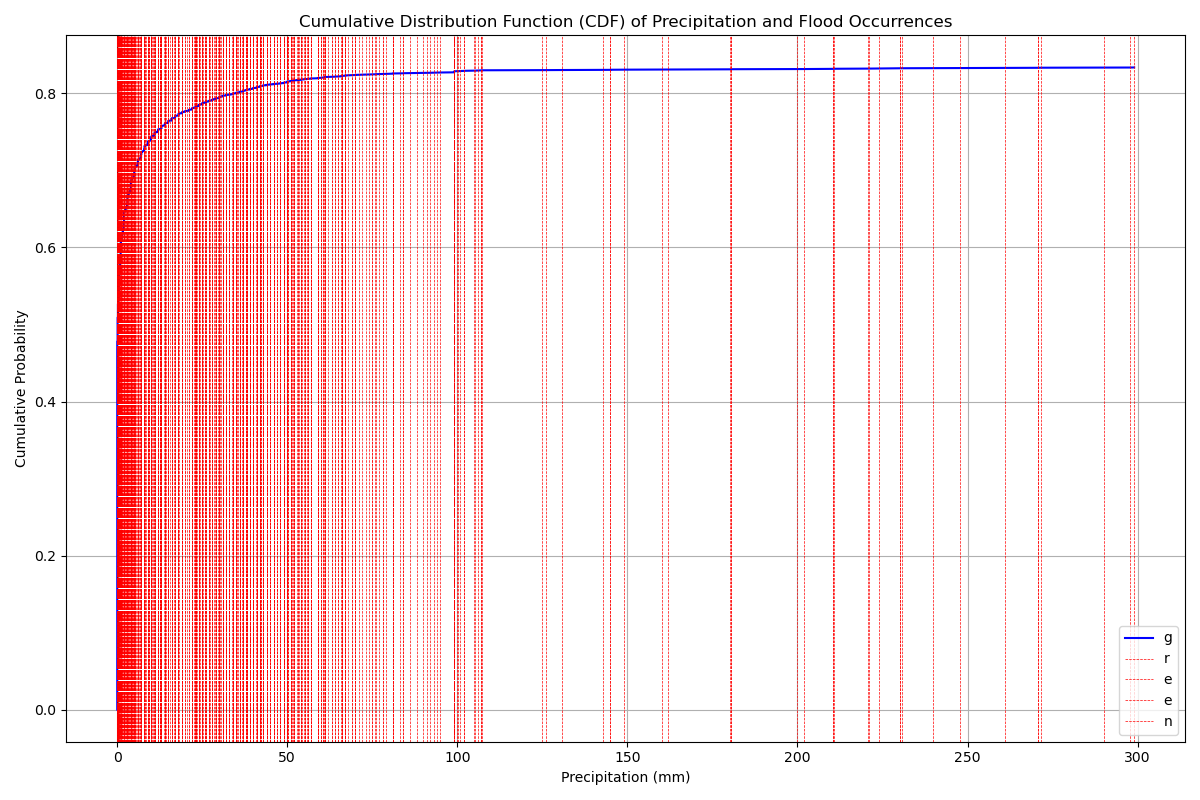 Cumulative Distribution Function (CDF) of Precipitation and Flood Occurrences
Cumulative Probability
0.8
0.6
0.4
0.2
0.0
0 50 100 150 200 250 300
Precipitation (mm)
g
r
e
e
n